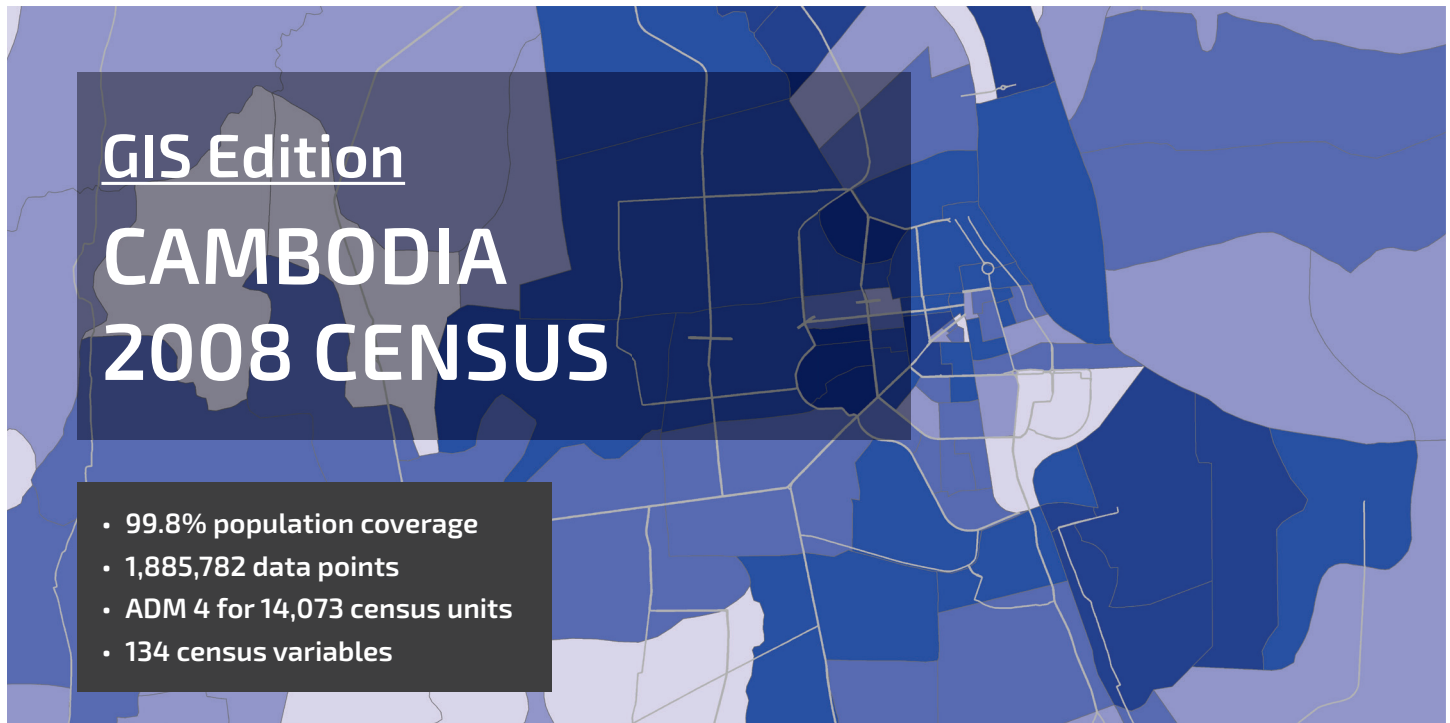 GIS Edition
CAMBODIA
2008 CENSUS
• 99.8% population coverage
• 1,885,782 data points
• ADM 4 for 14,073 census units
• 134 census variables